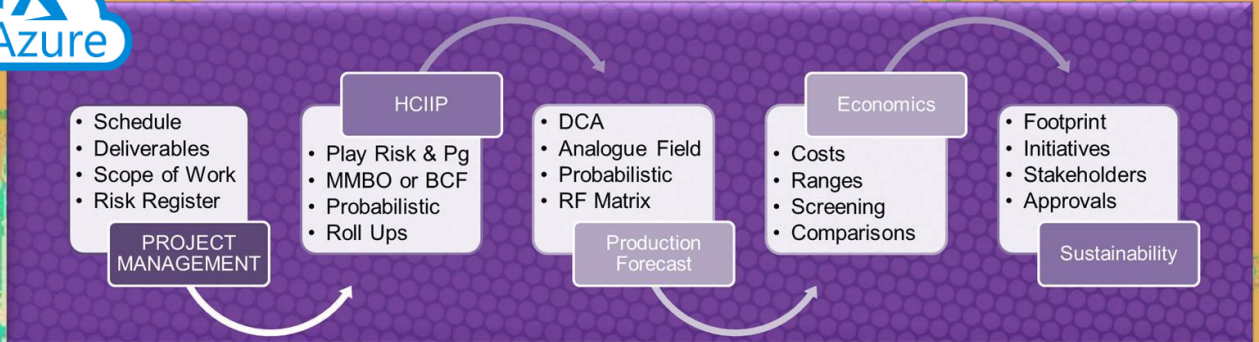 Azure
• Schedule
• Deliverables
• Scope of Work
• Risk Register
PROJECT
MANAGEMENT
HCIIP
• Play Risk & Pg
• MMBO or BCF
• Probabilistic
• Roll Ups
• DCA
• Analogue Field
• Probabilistic
• RF Matrix
Production
Forecast
Economics
• Costs
• Ranges
• Screening
• Comparisons
• Footprint
• Initiatives
• Stakeholders
• Approvals
Sustainability